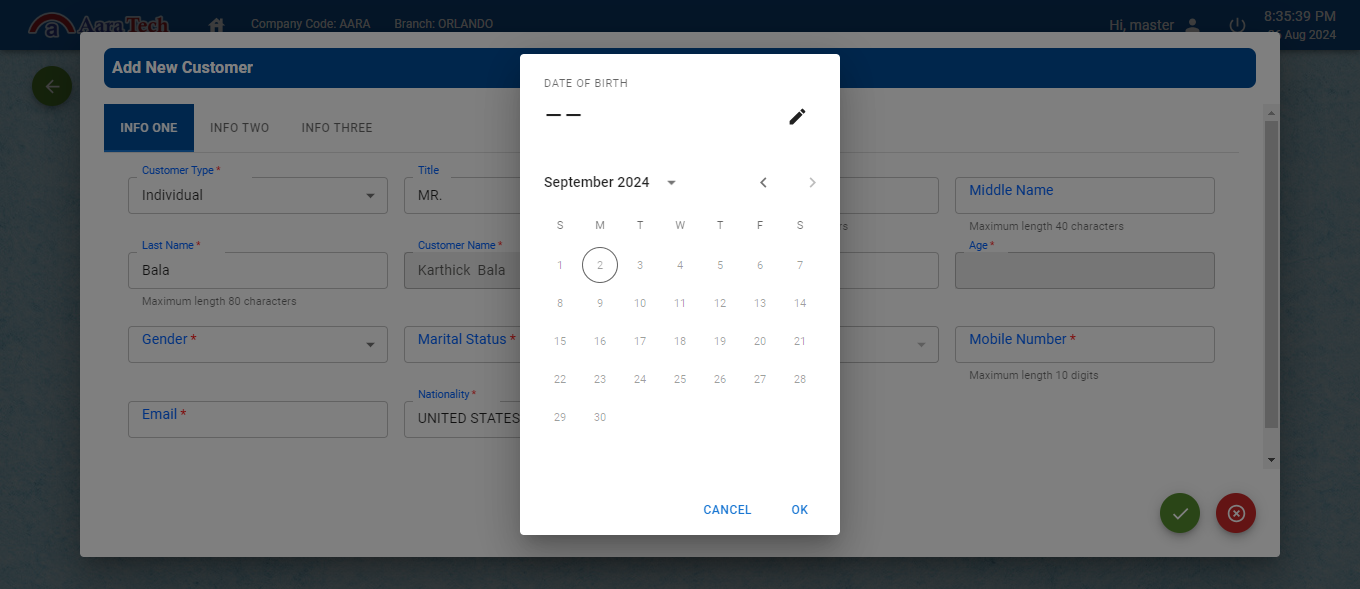 AaraTech
Company Code: AARA
Branch: ORLANDO
Hi, master
8:35:39 PM
Aug 2024
Add New Customer
INFO ONE
INFO TWO
INFO THREE
DATE OF BIRTH
– –
September 2024
S M T W T F S
1 2 3 4 5 6 7
8 9 10 11 12 13 14
15 16 17 18 19 20 21
22 23 24 25 26 27 28
29 30
CANCEL
OK
Customer Type *
Individual
Title
MR.
Middle Name
Maximum length 40 characters
Last Name *
Bala
Maximum length 80 characters
Customer Name *
Karthick Bala
Age *
Gender *
Marital Status *
Mobile Number *
Maximum length 10 digits
Email *
Nationality *
UNITED STATES